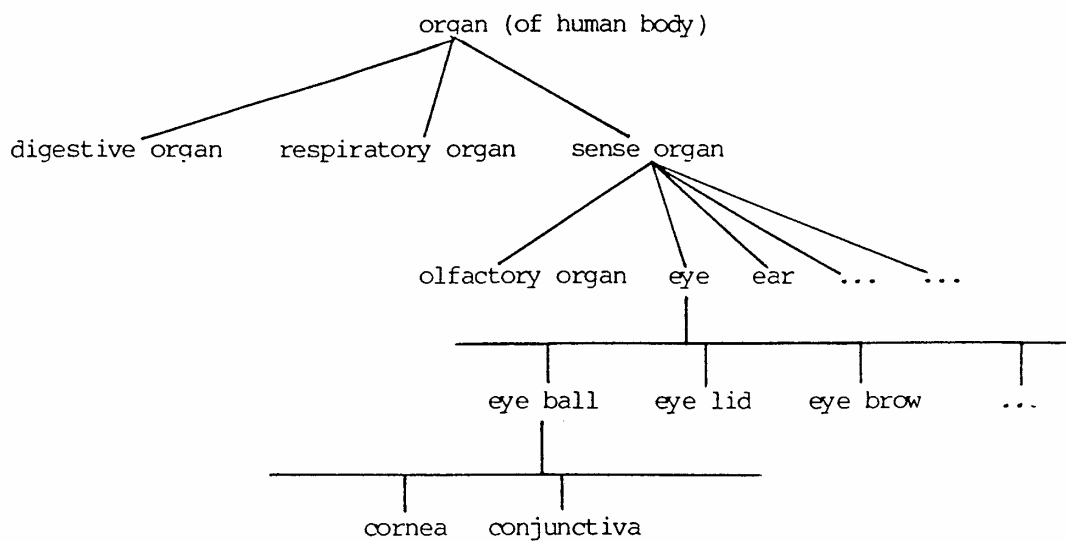 organ (of human body)
digestive organ respiratory organ sense organ
olfactory organ eye ear ... ...
eye ball eye lid eye brow ...
cornea conjunctiva